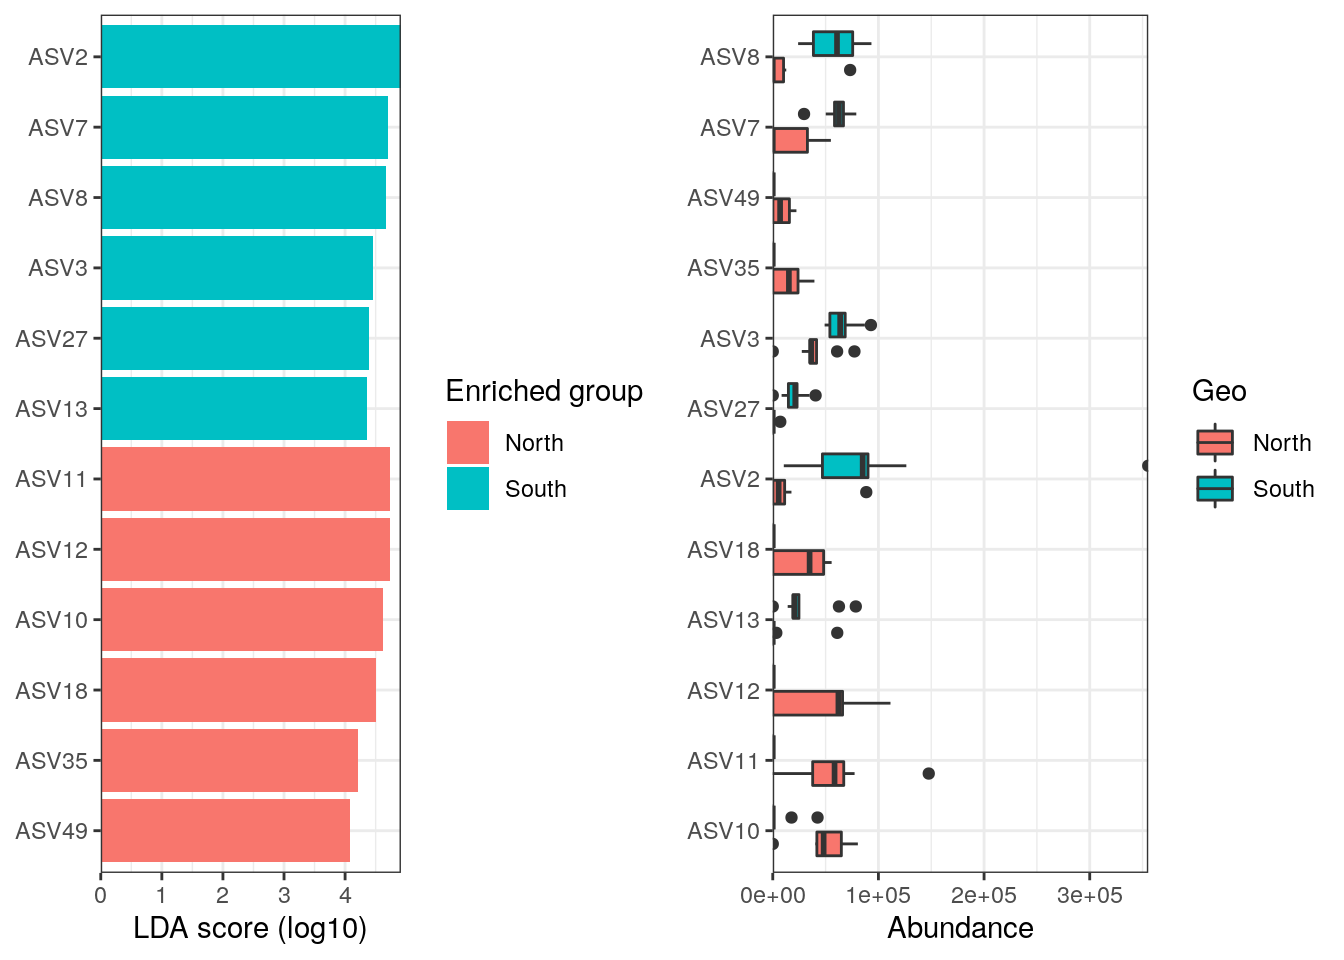 ASV2
ASV7
ASV8
ASV3
ASV27
ASV13
ASV11
ASV12
ASV10
ASV18
ASV35
ASV49
0 1 2 3 4
LDA score (log10)
Enriched group
North
South
ASV8
ASV7
ASV49
ASV35
ASV3
ASV27
ASV2
ASV18
ASV13
ASV12
ASV11
ASV10
0e+00 1e+05 2e+05 3e+05
Abundance
Geo
North
South